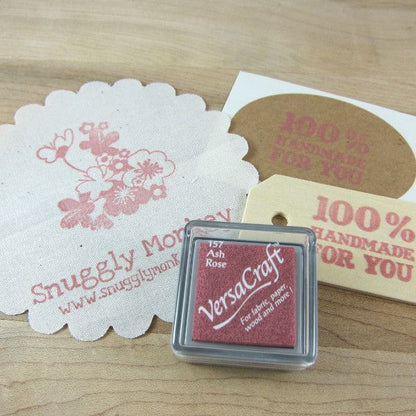 Snuggly Monkey
www.snugglymonk
100%
HANDMADE
FOR YOU
100%
HANDMADE
FOR YOU
157
Ash
Rose
VersaCraft
For fabric, paper,
wood and more!